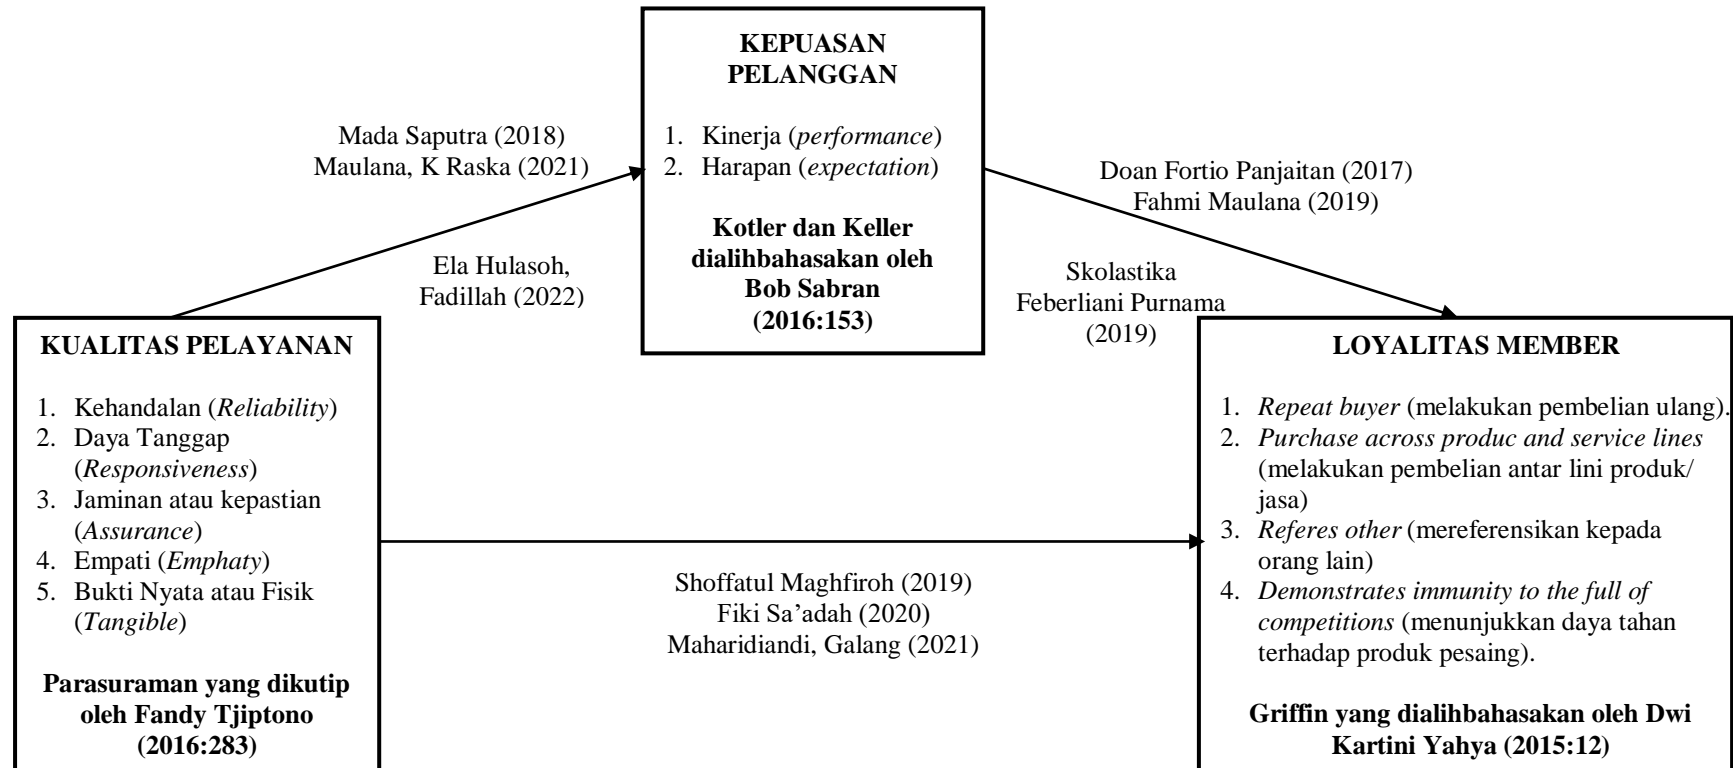 KEPUASAN
PELANGGAN
1. Kinerja (performance)
2. Harapan (expectation)
Kotler dan Keller
dialihbahasakan oleh
Bob Sabran
(2016:153)
Mada Saputra (2018)
Maulana, K Raska (2021)
Ela Hulasoh,
Fadillah (2022)
Doan Fortio Panjaitan (2017)
Fahmi Maulana (2019)
Skolastika
Feberliani Purnama
(2019)
KUALITAS PELAYANAN
1. Kehandalan (Reliability)
2. Daya Tanggap
(Responsiveness)
3. Jaminan atau kepastian
(Assurance)
4. Empati (Emphaty)
5. Bukti Nyata atau Fisik
(Tangible)
Parasuraman yang dikutip
oleh Fandy Tjiptono
(2016:283)
Shoffatul Maghfiroh (2019)
Fiki Sa’adah (2020)
Maharidiandi, Galang (2021)
LOYALITAS MEMBER
1. Repeat buyer (melakukan pembelian ulang).
2. Purchase across produc and service lines
(melakukan pembelian antar lini produk/
jasa)
3. Referes other (mereferensikan kepada
orang lain)
4. Demonstrates immunity to the full of
competitions (menunjukkan daya tahan
terhadap produk pesaing).
Griffin yang dialihbahasakan oleh Dwi
Kartini Yahya (2015:12)